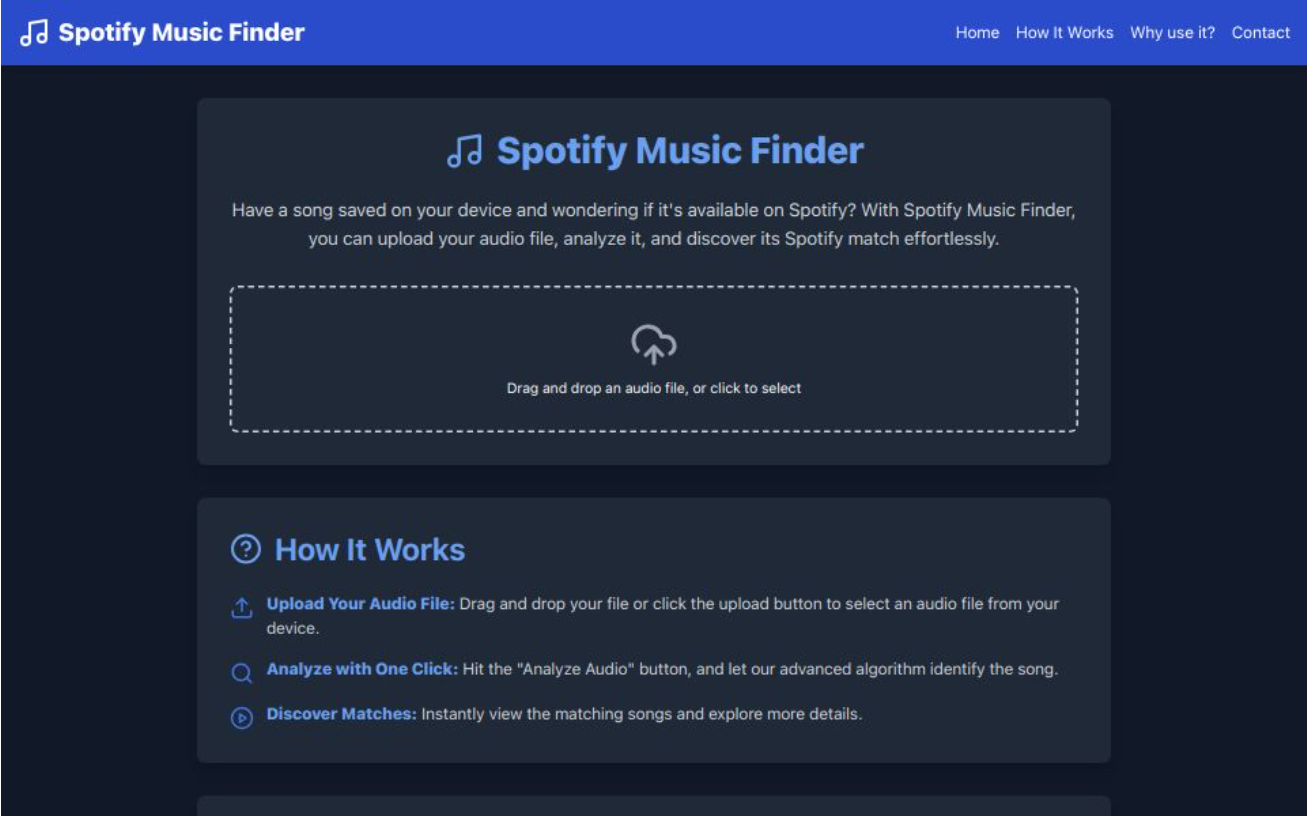 Spotify Music Finder
Home How It Works Why use it? Contact
Spotify Music Finder
Have a song saved on your device and wondering if it's available on Spotify? With Spotify Music Finder,
you can upload your audio file, analyze it, and discover its Spotify match effortlessly.
Drag and drop an audio file, or click to select
How It Works
Upload Your Audio File: Drag and drop your file or click the upload button to select an audio file from your
device.
Analyze with One Click: Hit the "Analyze Audio" button, and let our advanced algorithm identify the song.
Discover Matches: Instantly view the matching songs and explore more details.